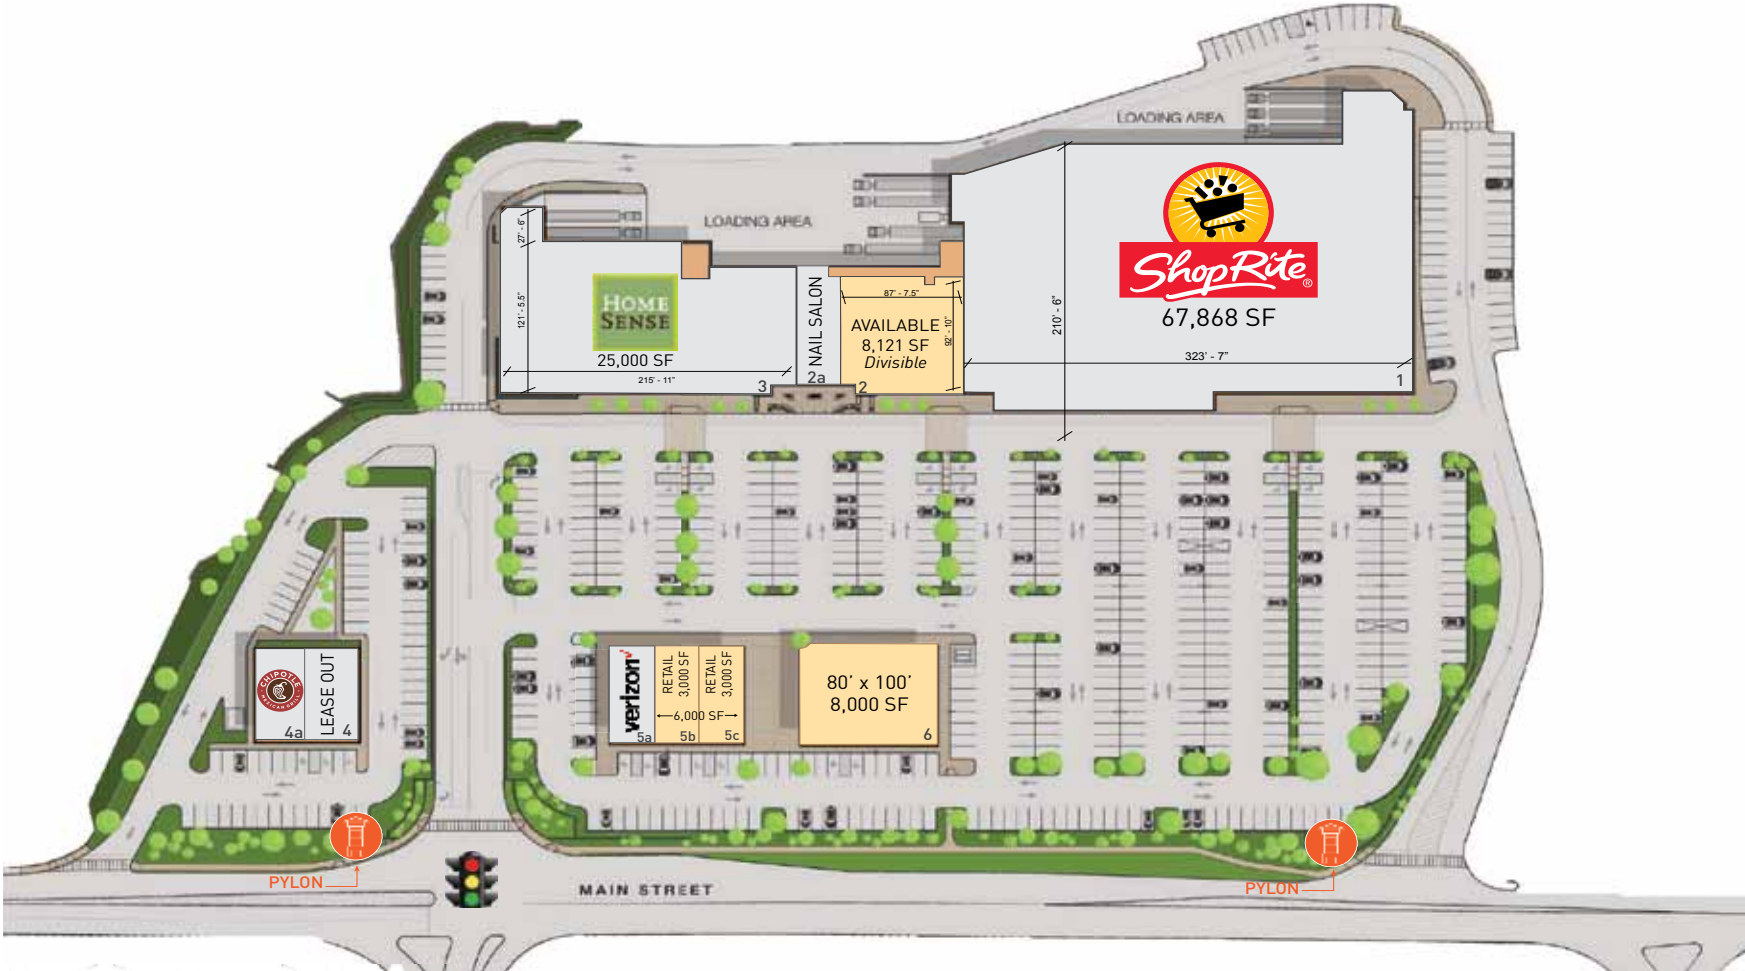 LOADING AREA
LOADING AREA
27' - 6"
121' - 5.5"
HOME
SENSE
25,000 SF
215' - 11"
3
NAIL SALON
2a
87' - 7.5"
AVAILABLE
8,121 SF
Divisible
92' - 10"
2
210' - 6"
ShopRite®
67,868 SF
323' - 7"
1
CHIPOTLE
MEXICAN GRILL
4a
LEASE OUT
4
verizon
5a
RETAIL
3,000 SF
RETAIL
3,000 SF
6,000 SF
5b
5c
80' x 100'
8,000 SF
6
PYLON
MAIN STREET
PYLON